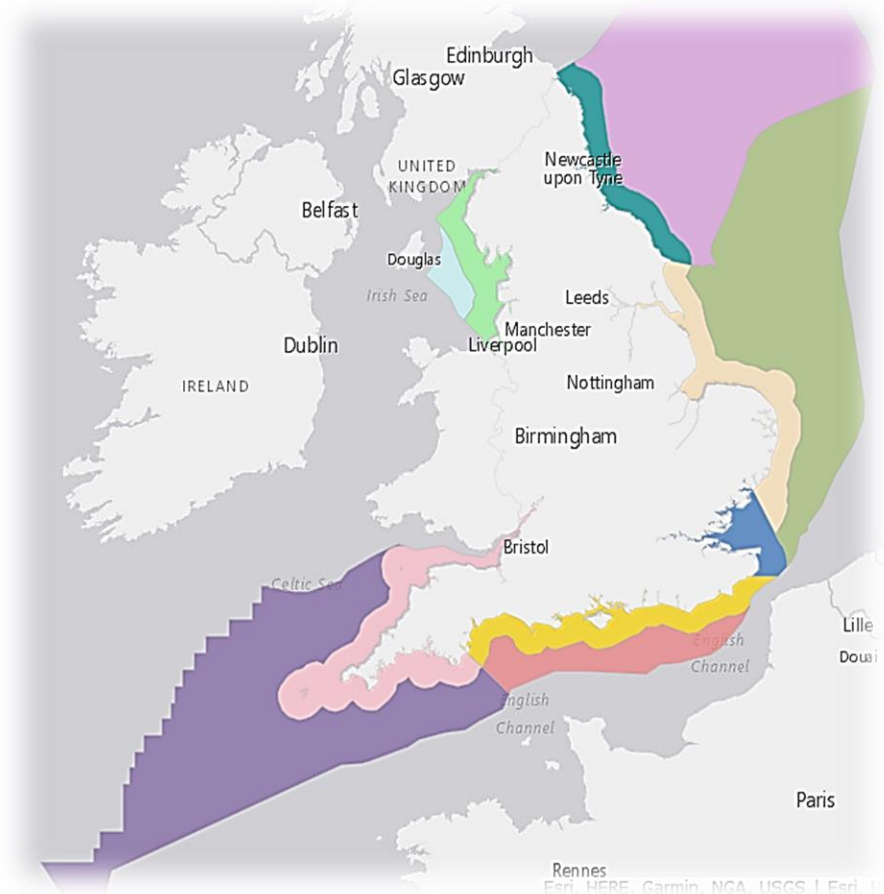 Edinburgh
Glasgow
UNITED
KINGDOM
Newcastle
upon Tyne
Belfast
Douglas
Irish Sea
Leeds
Manchester
Liverpool
Dublin
IRELAND
Nottingham
Birmingham
Bristol
Celtic Sea
Lille
English
Channel
Douai
English
Channel
Paris
Rennes
Esri, HERE, Garmin, NGA, USGS | Esri,